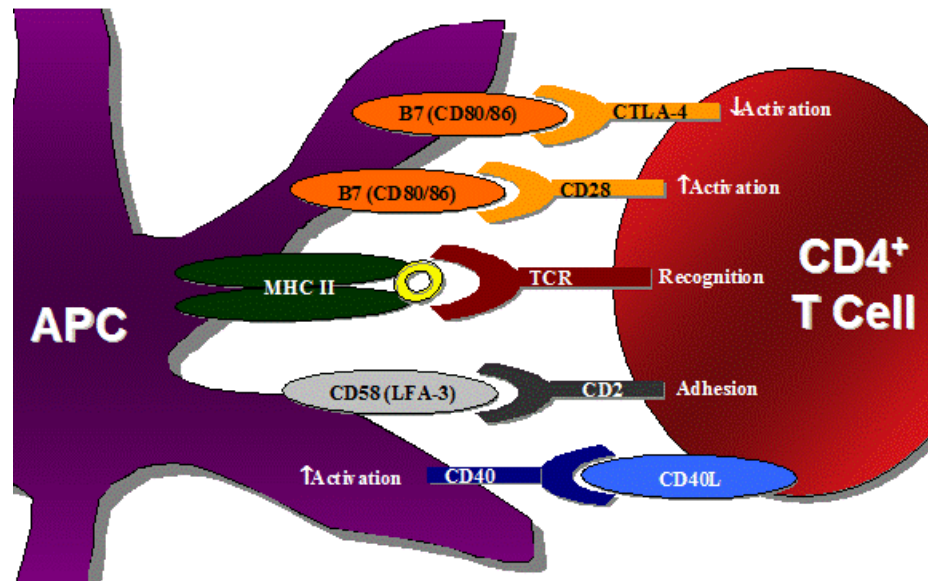 B7 (CD80/86) CTLA-4 ↓Activation
B7 (CD80/86) CD28 ↑Activation
MHC II TCR Recognition
APC
CD4⁺
T Cell
CD58 (LFA-3) CD2 Adhesion
↑Activation CD40 CD40L